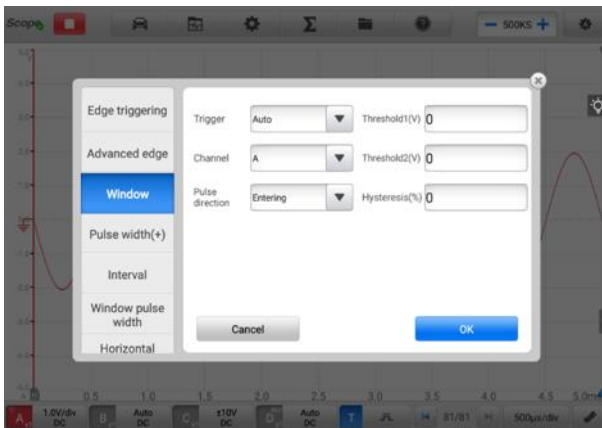 Scope
500KS
Edge triggering
Advanced edge
Window
Pulse width(+)
Interval
Window pulse
width
Horizontal
Trigger
Auto
Threshold1(V)
0
Channel
A
Threshold2(V)
0
Pulse
direction
Entering
Hysteresis(%)
0
Cancel
OK
0.5 1.0 1.5 2.0 2.5 3.0 3.5 4.0 4.5 5.0ms
A 1.0V/div
DC
B Auto
DC
C ±10V
DC
D Auto
DC
T
81/81
500μs/div